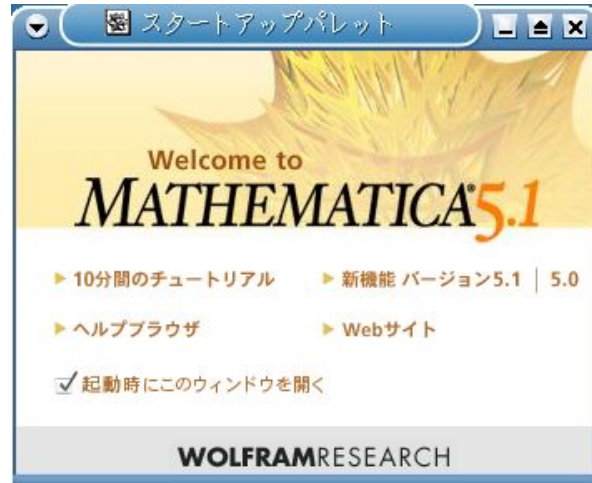 スタートアップパレット
Welcome to
MATHEMATICA® 5.1
10分間のチュートリアル
新機能 バージョン5.1 | 5.0
ヘルプブラウザ
Webサイト
起動時にこのウィンドウを開く
WOLFRAMRESEARCH